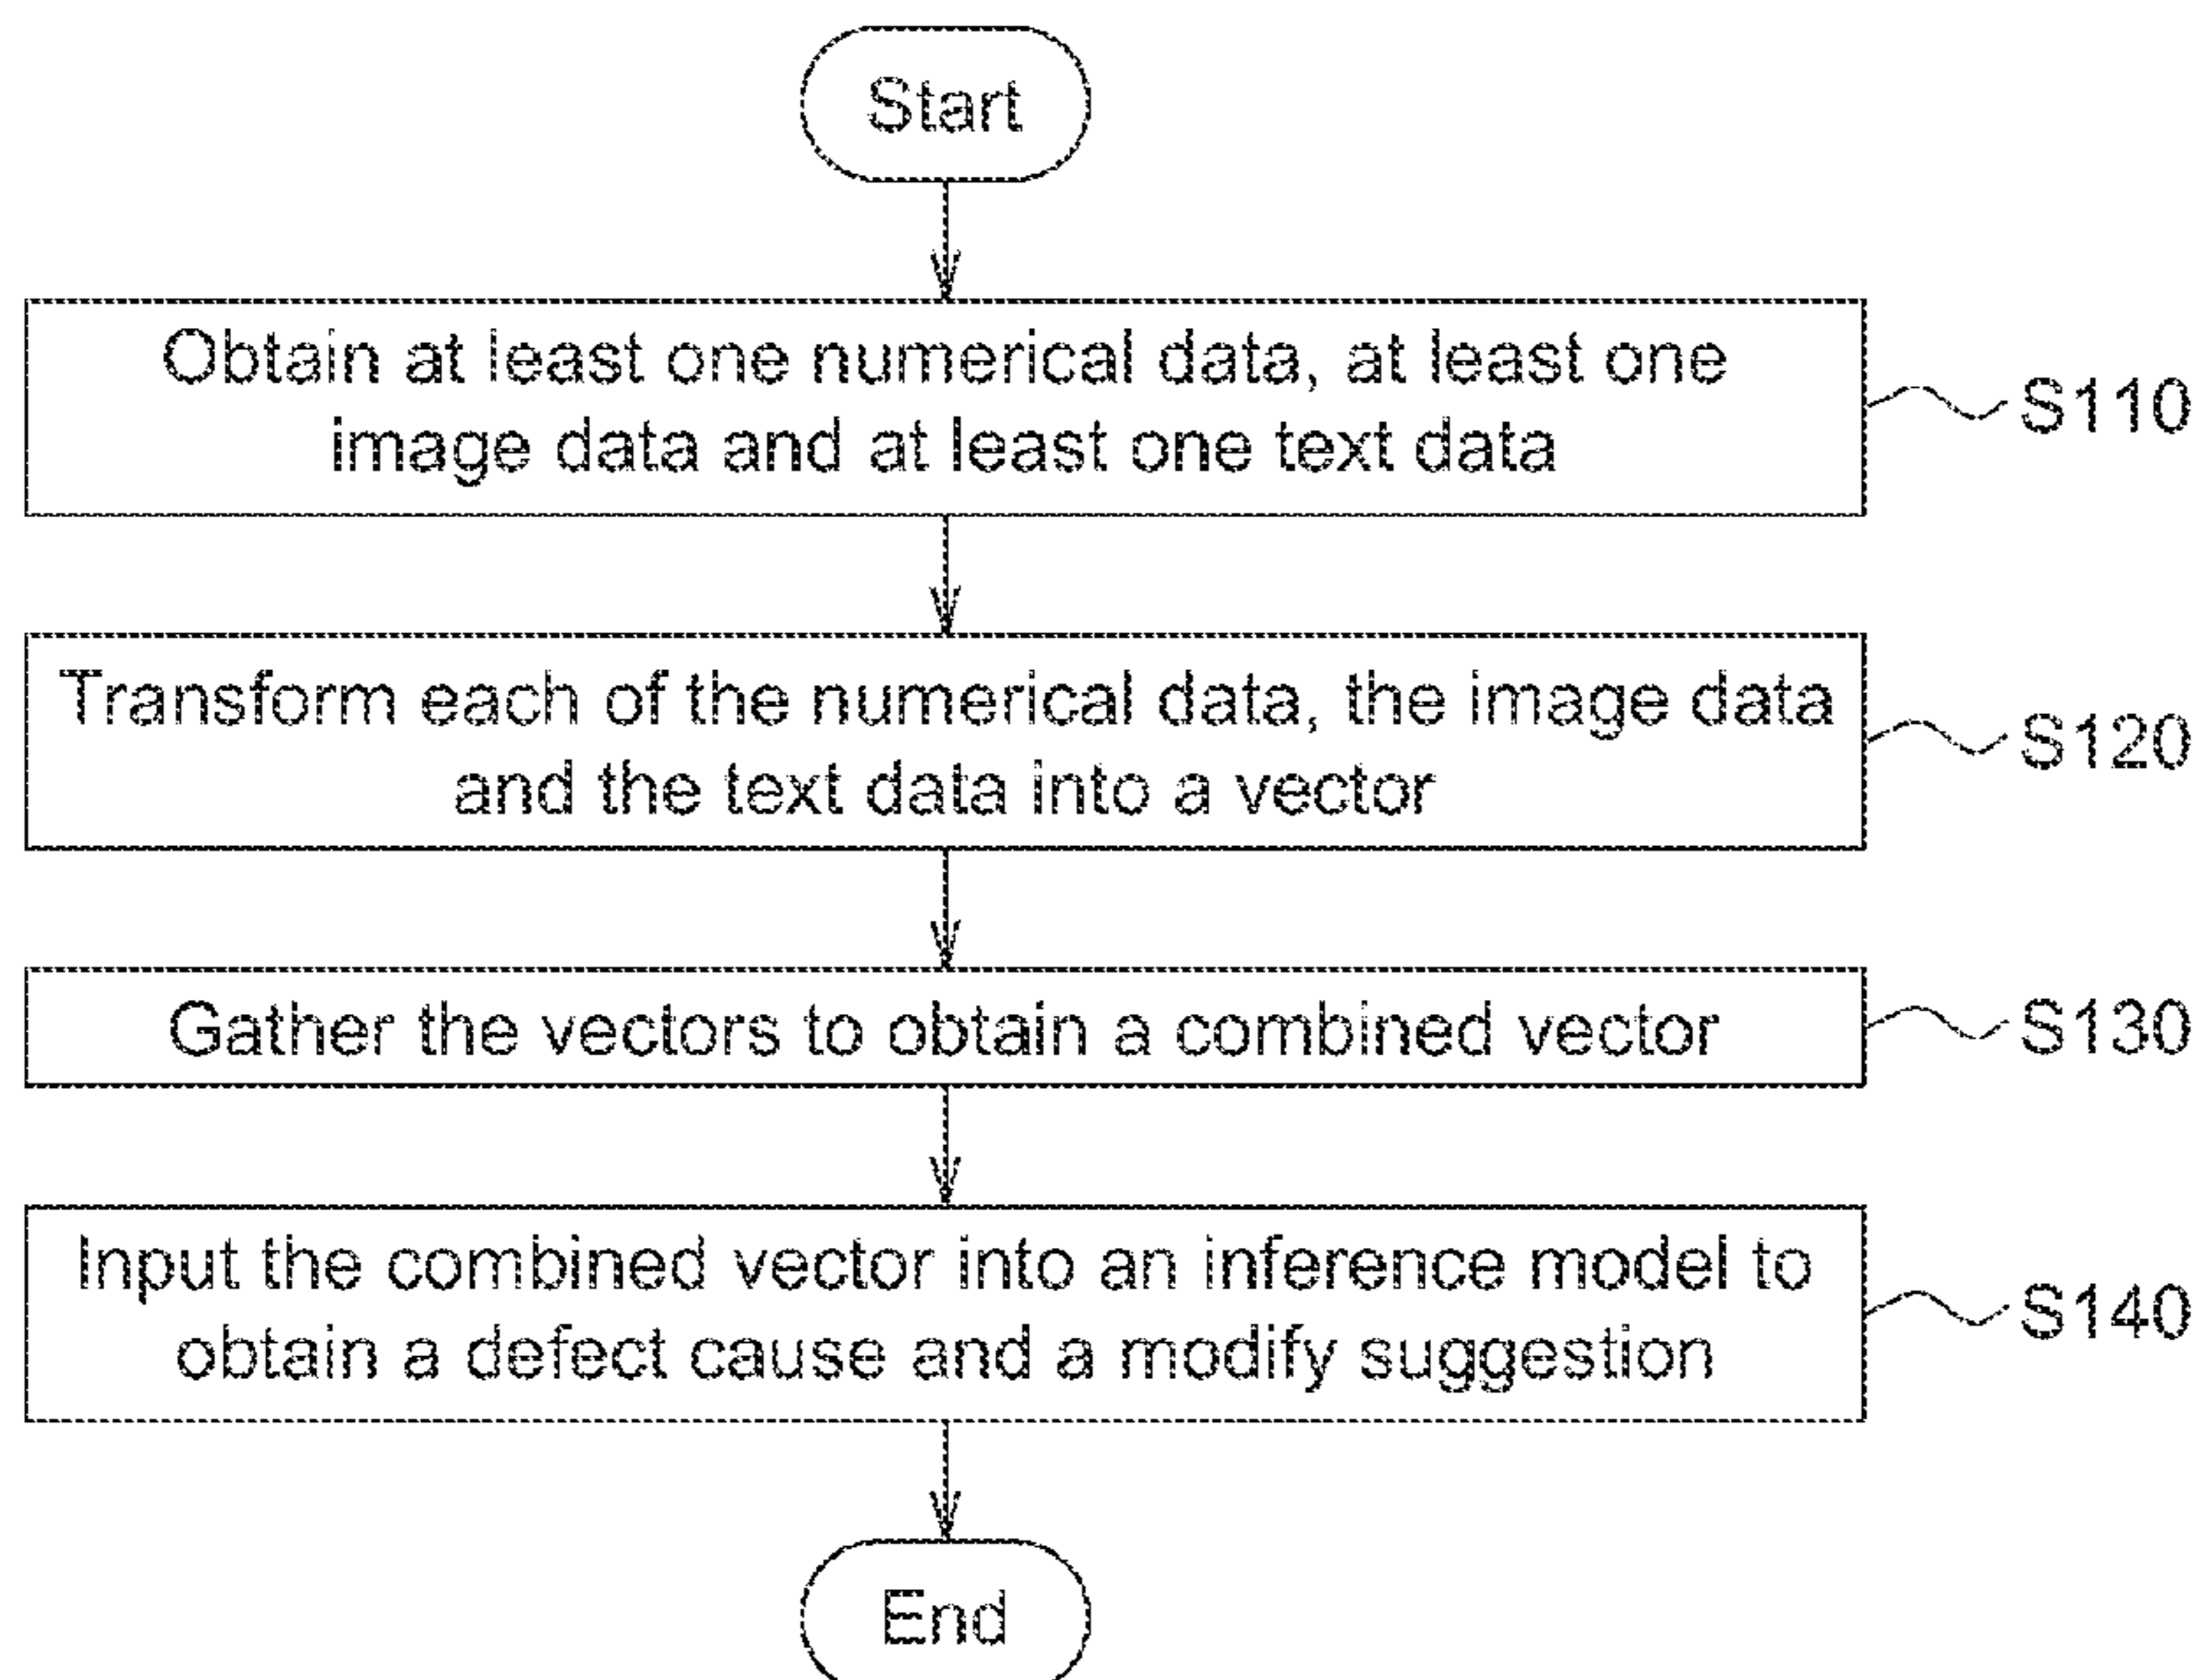 Start
Obtain at least one numerical data, at least one
image data and at least one text data
S110
Transform each of the numerical data, the image data
and the text data into a vector
S120
Gather the vectors to obtain a combined vector
S130
Input the combined vector into an inference model to
obtain a defect cause and a modify suggestion
S140
End